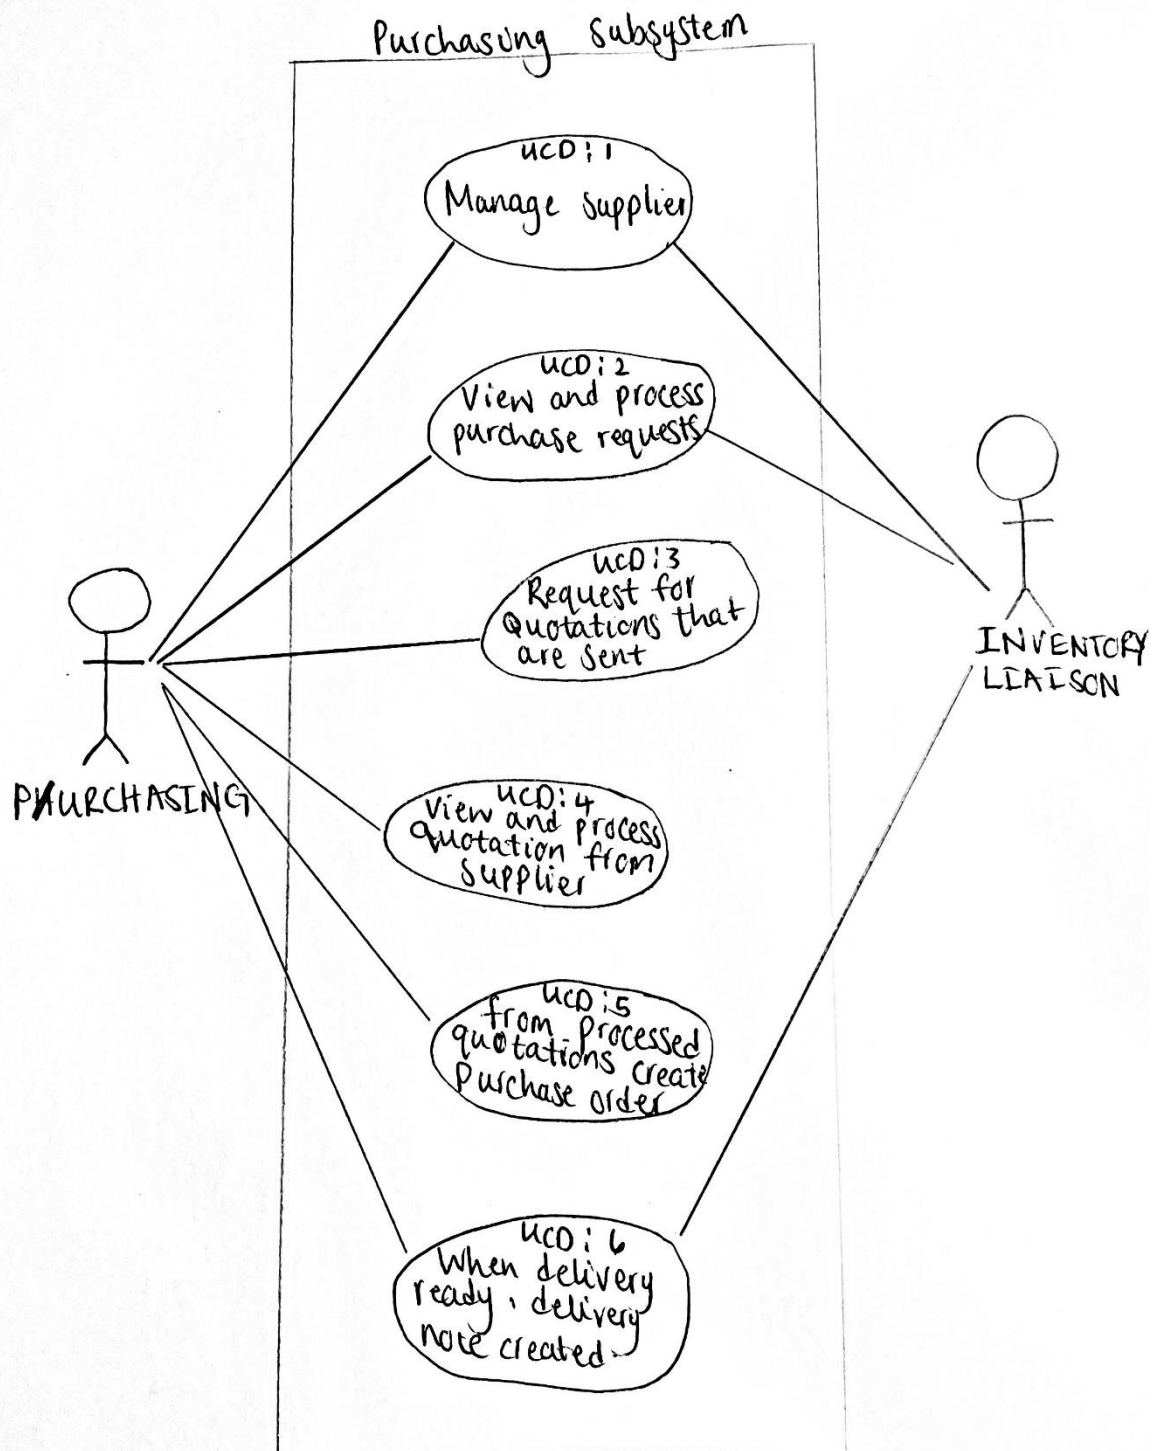 Purchasing Subsystem
UCD:1
Manage Supplier
UCD:2
View and process
purchase requests
UCD:3
Request for
Quotations that
are sent
INVENTORY
LIAISON
PURCHASING
UCD:4
View and process
quotation from
supplier
UCD:5
from processed
quotations create
Purchase order
UCD:6
When delivery
ready, delivery
note created